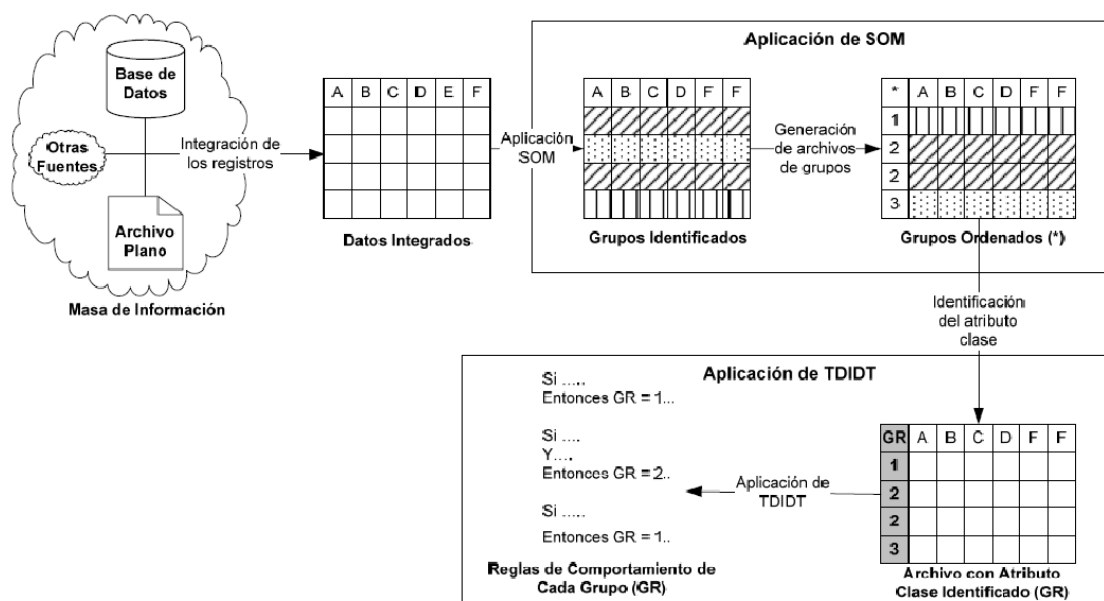 Base de
Datos
Otras
Fuentes
Archivo
Plano
Masa de Información
Integración de
los registros
A B C D E F
Datos Integrados
Aplicación
SOM
Aplicación de SOM
A B C D F F
Grupos Identificados
Generación
de archivos
de grupos
* A B C D F F
1
2
2
3
Grupos Ordenados (*)
Identificación
del atributo
clase
Aplicación de TDIDT
GR A B C D F F
1
2
2
3
Archivo con Atributo
Clase Identificado (GR)
Aplicación de
TDIDT
Si .....
Entonces GR = 1...
Si ....
Y....
Entonces GR = 2..
Si .....
Entonces GR = 1..
Reglas de Comportamiento de
Cada Grupo (GR)